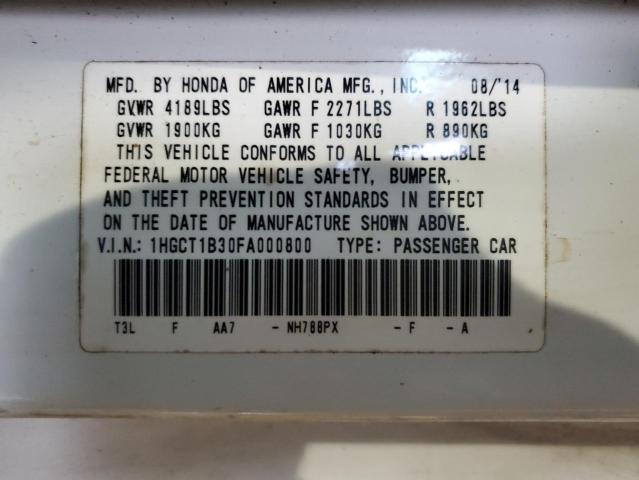 MFD. BY HONDA OF AMERICA MFG., INC. 08/'14
GVWR 4189LBS GAWR F 2271LBS R 1962LBS
GVWR 1900KG GAWR F 1030KG R 890KG
THIS VEHICLE CONFORMS TO ALL APPLICABLE
FEDERAL MOTOR VEHICLE SAFETY, BUMPER,
AND THEFT PREVENTION STANDARDS IN EFFECT
ON THE DATE OF MANUFACTURE SHOWN ABOVE.
V.I.N.: 1HGCT1B30FA000800 TYPE: PASSENGER CAR
T3L F AA7 - NH788PX - F - A